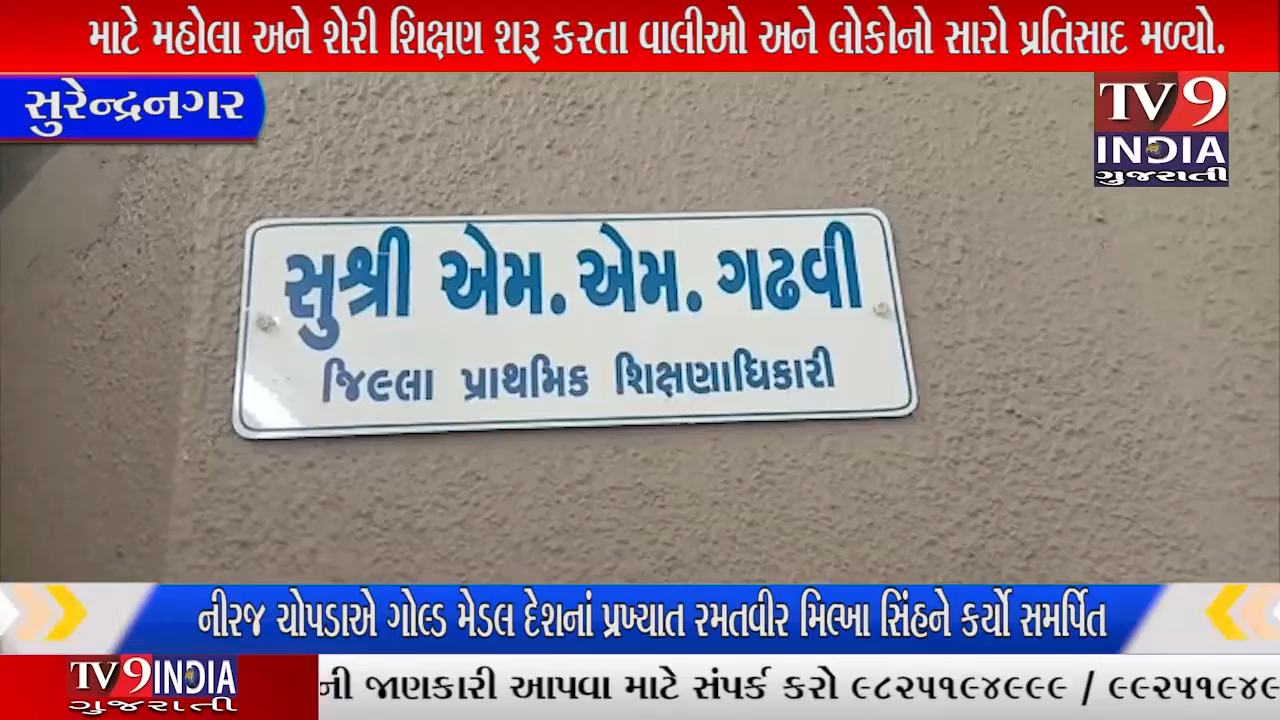 માટે મહોલા અને શેરી શિક્ષણ શરૂ કરતા વાલીઓ અને લોકોનો સારો પ્રતિસાદ મળ્યો.
સુરેન્દ્રનગર
TV9
INDIA
ગુજરાતી
સુશ્રી એમ. એમ. ગઢવી
જિલ્લા પ્રાથમિક શિક્ષણાધિકારી
નીરજ ચોપડાએ ગોલ્ડ મેડલ દેશનાં પ્રખ્યાત રમતવીર મિલ્ખા સિંહને કર્યો સમર્પિત
TV9INDIA
ગુજરાતી
ની જાણકારી આપવા માટે સંપર્ક કરો ૯૮૨૫૧૯૪૯૯૯ / ૯૯૨૫૧૯૪૯